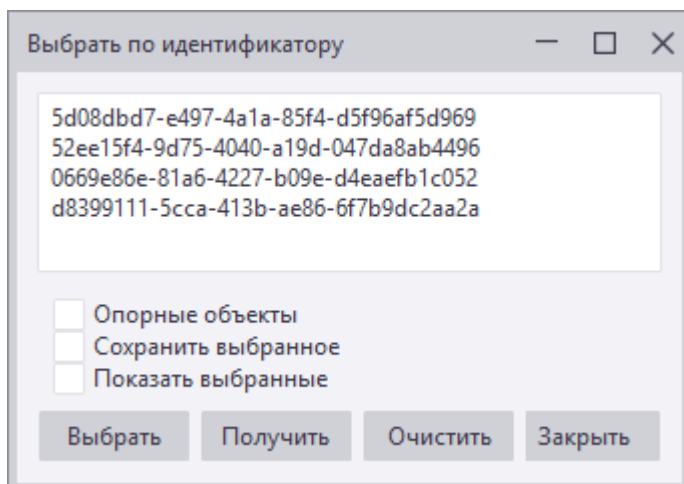 Выбрать по идентификатору
5d08dbd7-e497-4a1a-85f4-d5f96af5d969
52ee15f4-9d75-4040-a19d-047da8ab4496
0669e86e-81a6-4227-b09e-d4eaefb1c052
d8399111-5cca-413b-ae86-6f7b9dc2aa2a
Опорные объекты
Сохранить выбранное
Показать выбранные
Выбрать Получить Очистить Закрыть